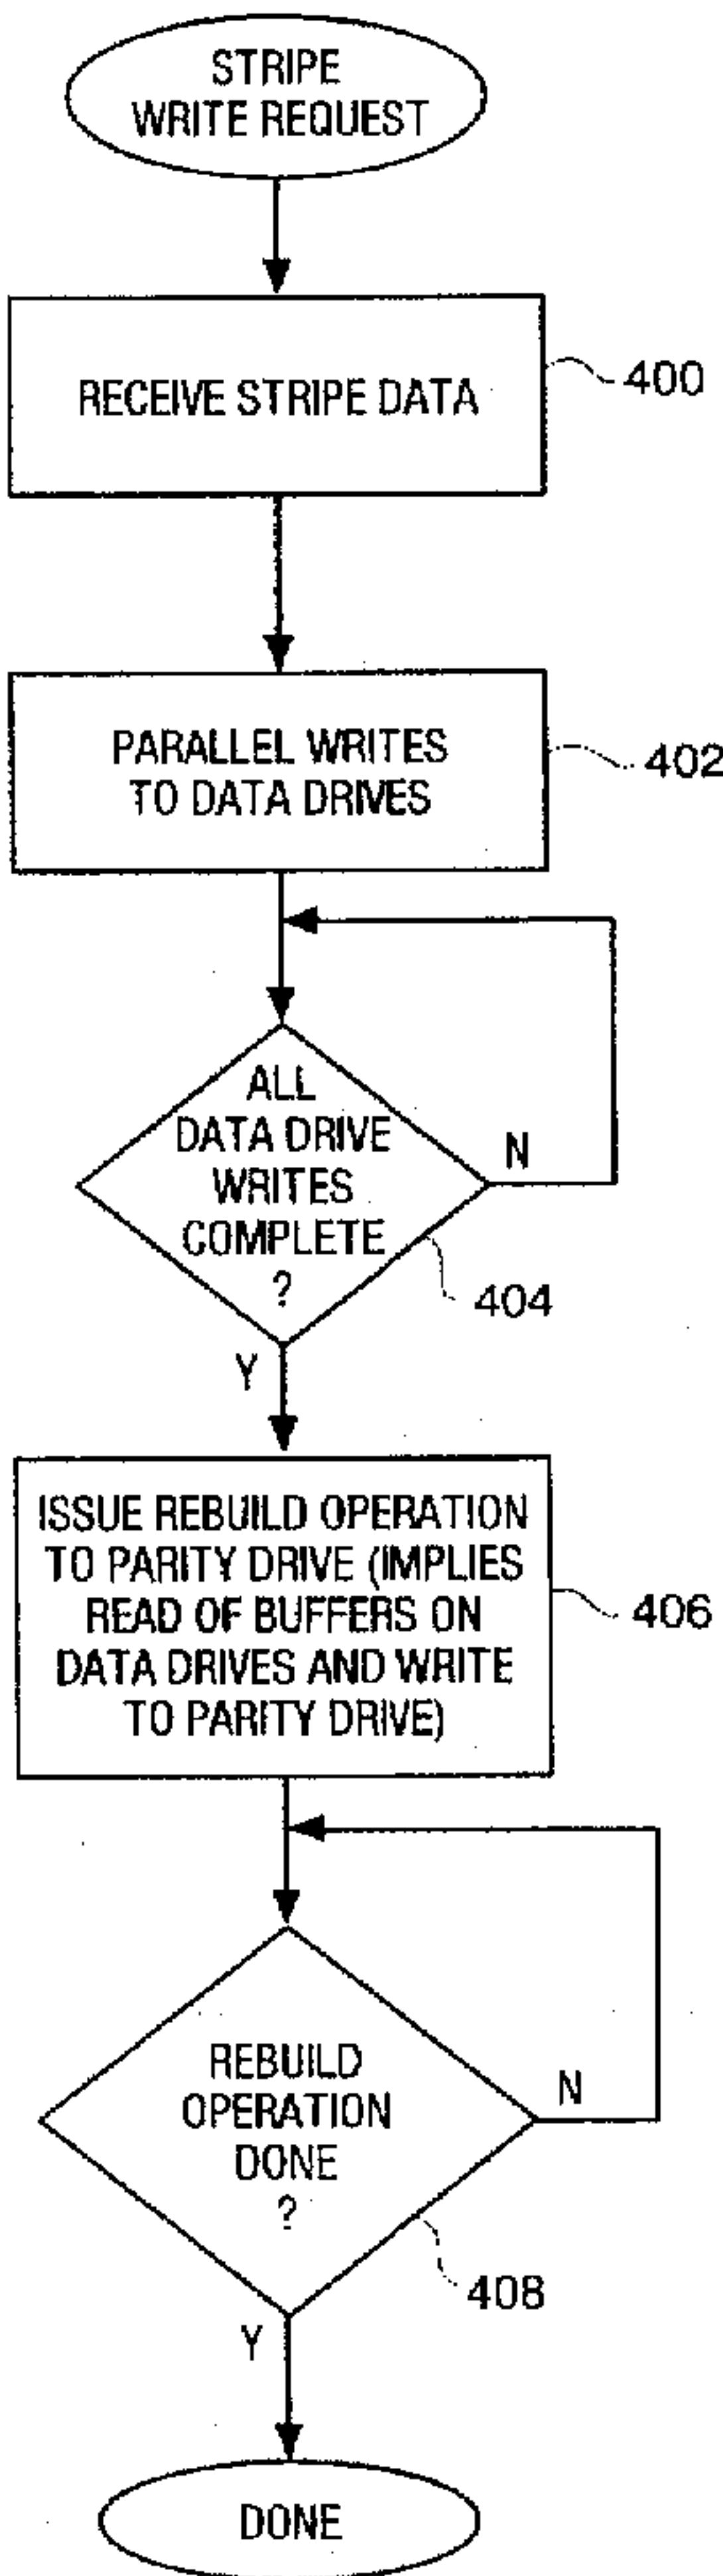 STRIPE
WRITE REQUEST
RECEIVE STRIPE DATA
400
PARALLEL WRITES
TO DATA DRIVES
402
ALL
DATA DRIVE
WRITES
COMPLETE
?
N
404
Y
ISSUE REBUILD OPERATION
TO PARITY DRIVE (IMPLIES
READ OF BUFFERS ON
DATA DRIVES AND WRITE
TO PARITY DRIVE)
406
REBUILD
OPERATION
DONE
?
N
408
Y
DONE